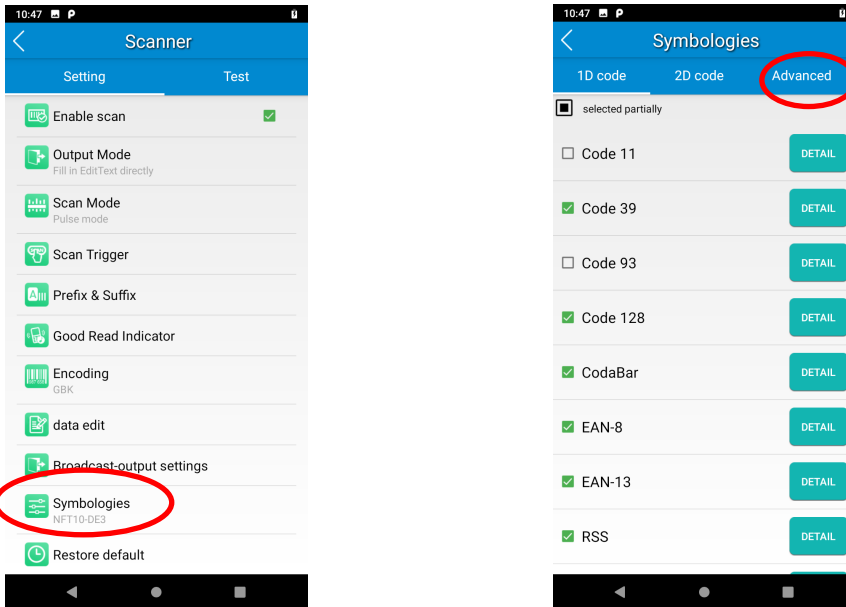 10:47
Scanner
Setting Test
Enable scan
Output Mode
Fill in EditText directly
Scan Mode
Pulse mode
Scan Trigger
Prefix & Suffix
Good Read Indicator
Encoding
GBK
data edit
Broadcast-output settings
Symbologies
NFT10-DE3
Restore default
10:47
Symbologies
1D code 2D code Advanced
selected partially
Code 11 DETAIL
Code 39 DETAIL
Code 93 DETAIL
Code 128 DETAIL
CodaBar DETAIL
EAN-8 DETAIL
EAN-13 DETAIL
RSS DETAIL